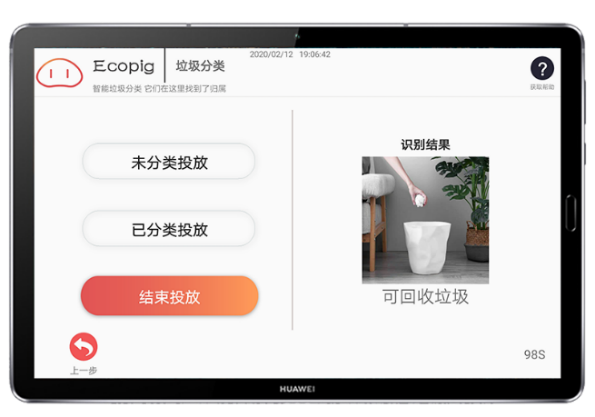 Ecopig 垃圾分类
2020/02/12 19:06:42
智能垃圾分类 它们在这里找到了归属
?
获取帮助
未分类投放
已分类投放
结束投放
上一步
识别结果
可回收垃圾
98S
HUAWEI